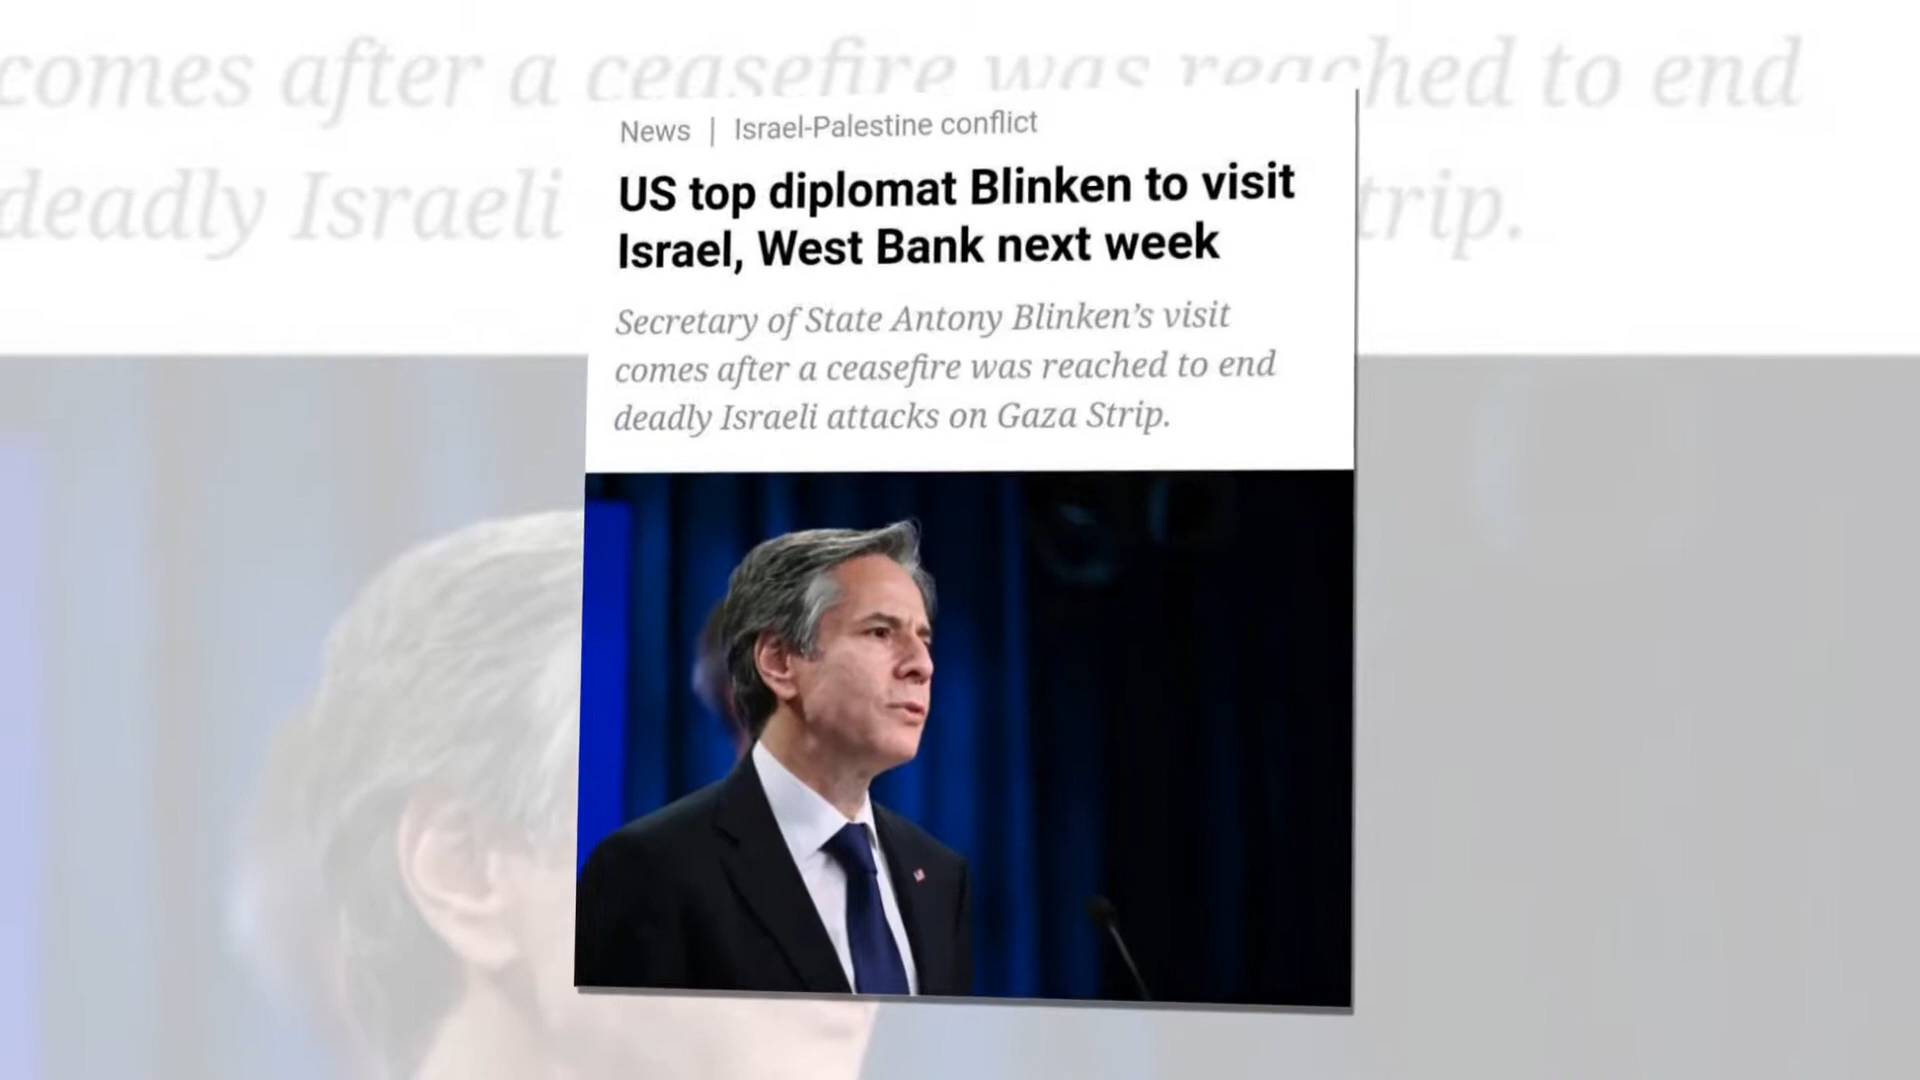 comes after a ceasefire was reached to end
deadly Israeli
trip.
News | Israel-Palestine conflict
US top diplomat Blinken to visit
Israel, West Bank next week
Secretary of State Antony Blinken’s visit
comes after a ceasefire was reached to end
deadly Israeli attacks on Gaza Strip.